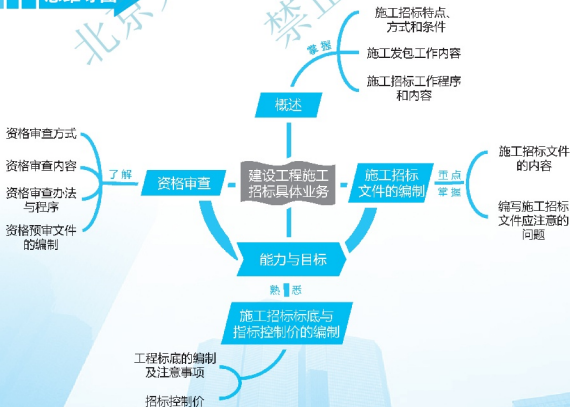 思维导图
北京
禁止
施工招标特点、
方式和条件
掌握
施工发包工作内容
施工招标工作程序
和内容
概述
资格审查方式
资格审查内容
资格审查办法
与程序
资格预审文件
的编制
了解
资格审查
建设工程施工
招标具体业务
施工招标
文件的编制
重点
掌握
施工招标文件
的内容
编写施工招标
文件应注意的
问题
能力与目标
熟悉
施工招标标底与
指标控制价的编制
工程标底的编制
及注意事项
招标控制价